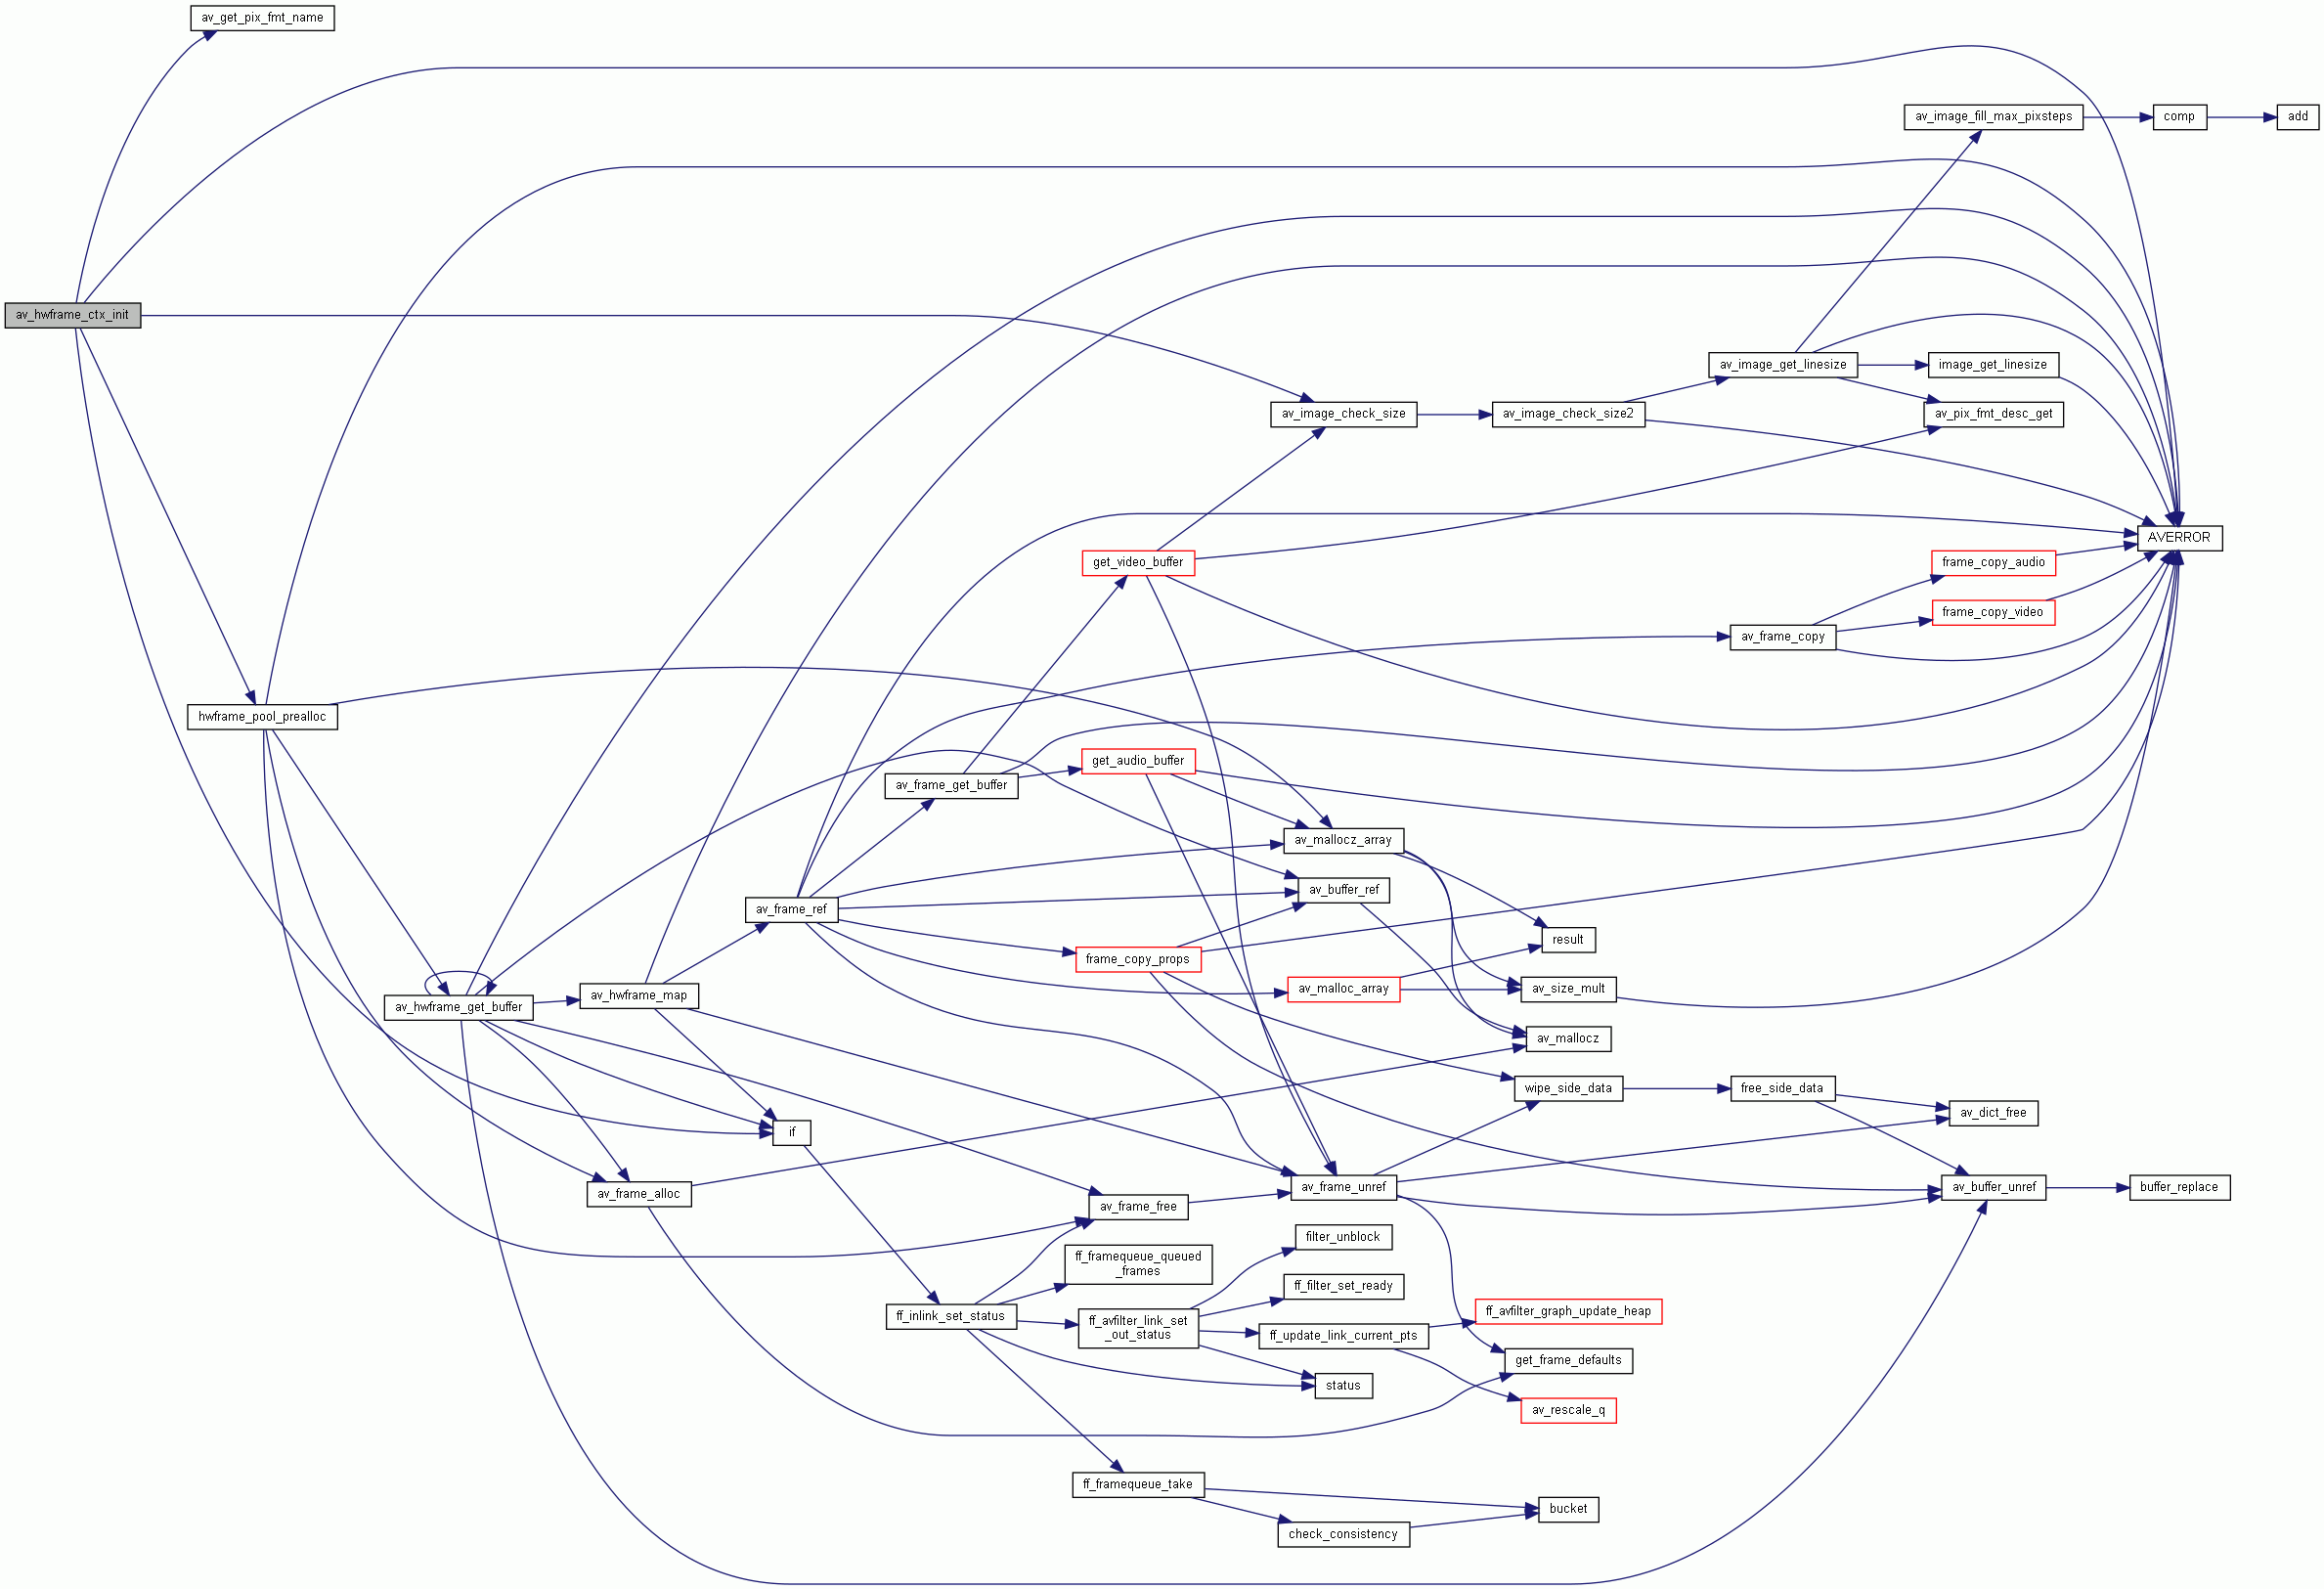 av_get_pix_fmt_name
av_image_fill_max_pixsteps
comp
add
av_hwframe_ctx_init
av_image_get_linesize
image_get_linesize
av_image_check_size
av_image_check_size2
av_pix_fmt_desc_get
AVERROR
get_video_buffer
frame_copy_audio
frame_copy_video
av_frame_copy
hwframe_pool_prealloc
get_audio_buffer
av_frame_get_buffer
av_mallocz_array
av_buffer_ref
av_frame_ref
result
frame_copy_props
av_malloc_array
av_size_mult
av_hwframe_map
av_hwframe_get_buffer
av_mallocz
wipe_side_data
free_side_data
av_dict_free
if
av_frame_alloc
av_frame_unref
av_buffer_unref
buffer_replace
av_frame_free
filter_unblock
ff_framequeue_queued
_frames
ff_filter_set_ready
ff_avfilter_graph_update_heap
ff_inlink_set_status
ff_avfilter_link_set
_out_status
ff_update_link_current_pts
get_frame_defaults
status
av_rescale_q
ff_framequeue_take
bucket
check_consistency